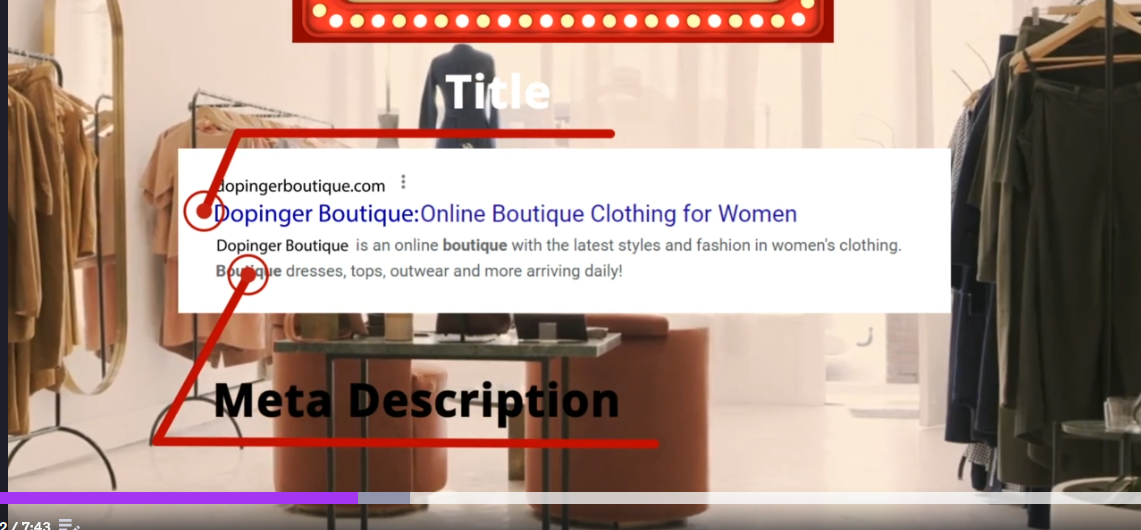 Title
dopingerboutique.com
Dopinger Boutique:Online Boutique Clothing for Women
Dopinger Boutique is an online boutique with the latest styles and fashion in women's clothing.
Boutique dresses, tops, outwear and more arriving daily!
Meta Description
2 / 7:43